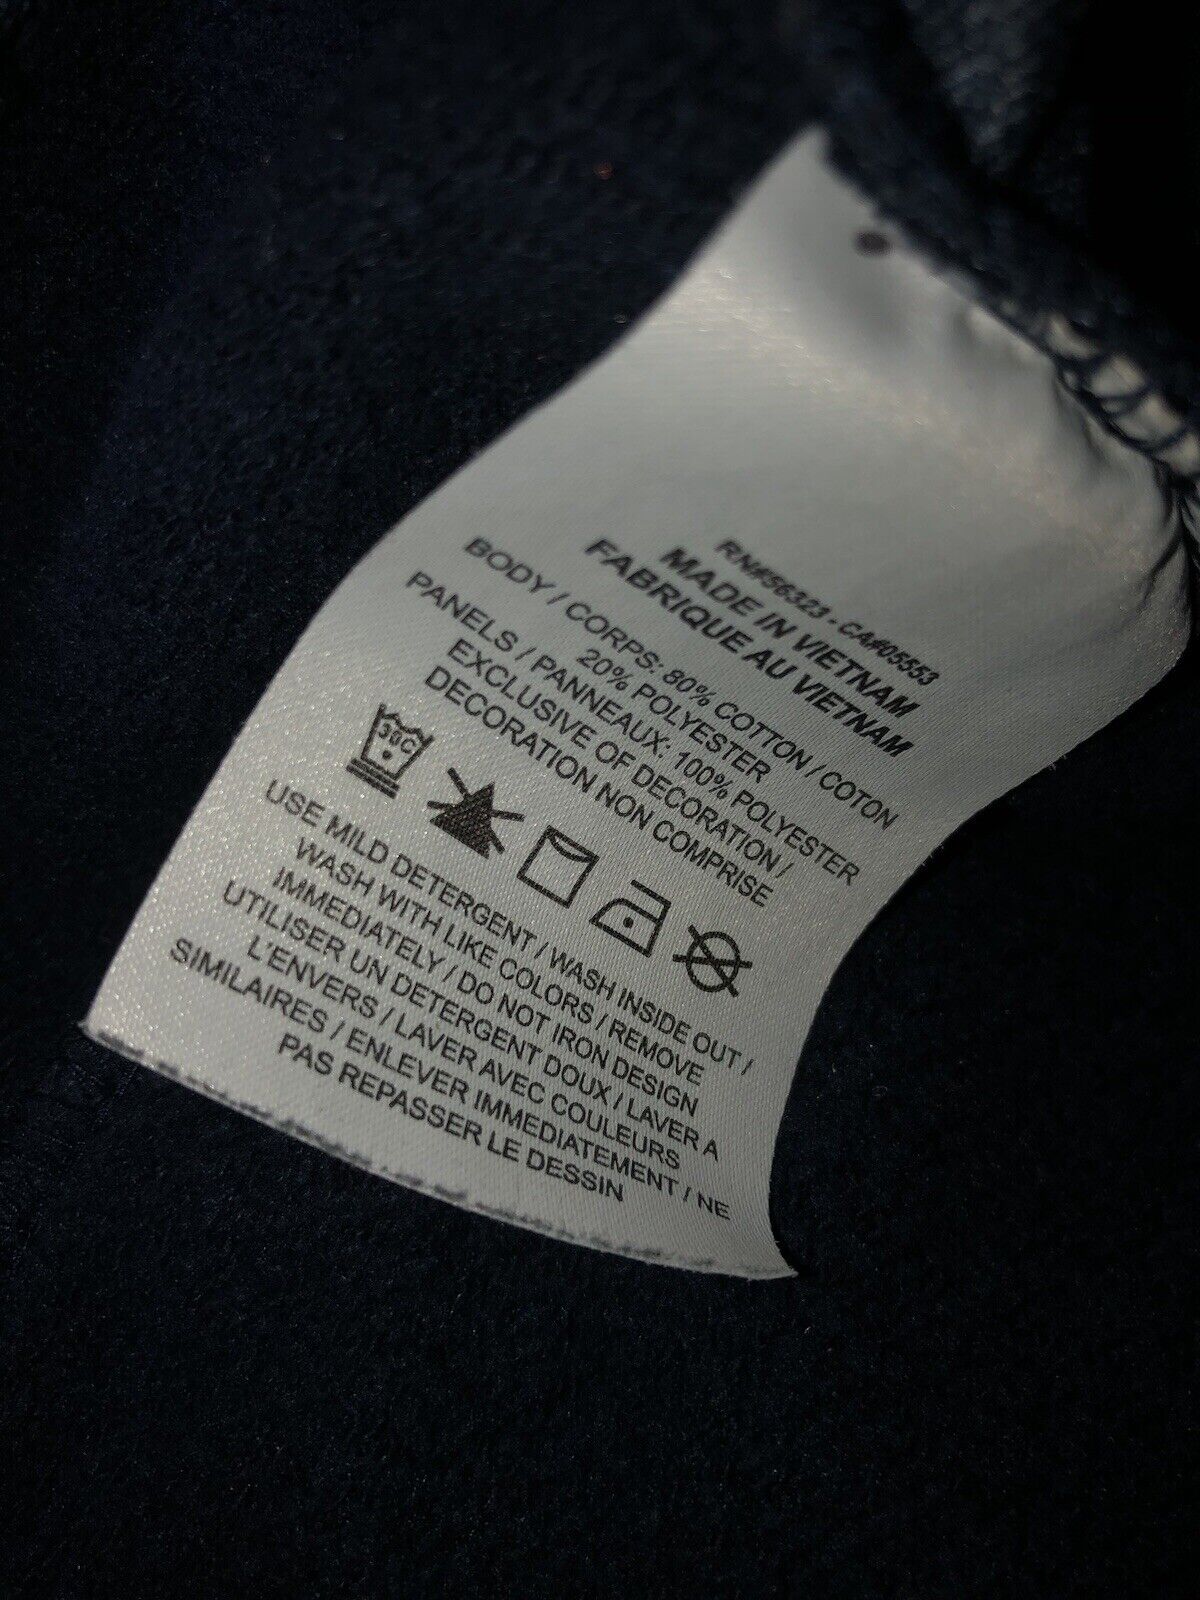 RN#56323 - CA#05553
MADE IN VIETNAM
FABRIQUE AU VIETNAM
BODY / CORPS: 80% COTTON / COTON
20% POLYESTER
PANELS / PANNEAUX: 100% POLYESTER
EXCLUSIVE OF DECORATION /
DECORATION NON COMPRISE
30C
USE MILD DETERGENT / WASH INSIDE OUT /
WASH WITH LIKE COLORS / REMOVE
IMMEDIATELY / DO NOT IRON DESIGN
UTILISER UN DETERGENT DOUX / LAVER A
L'ENVERS / LAVER AVEC COULEURS
SIMILAIRES / ENLEVER IMMEDIATEMENT / NE
PAS REPASSER LE DESSIN